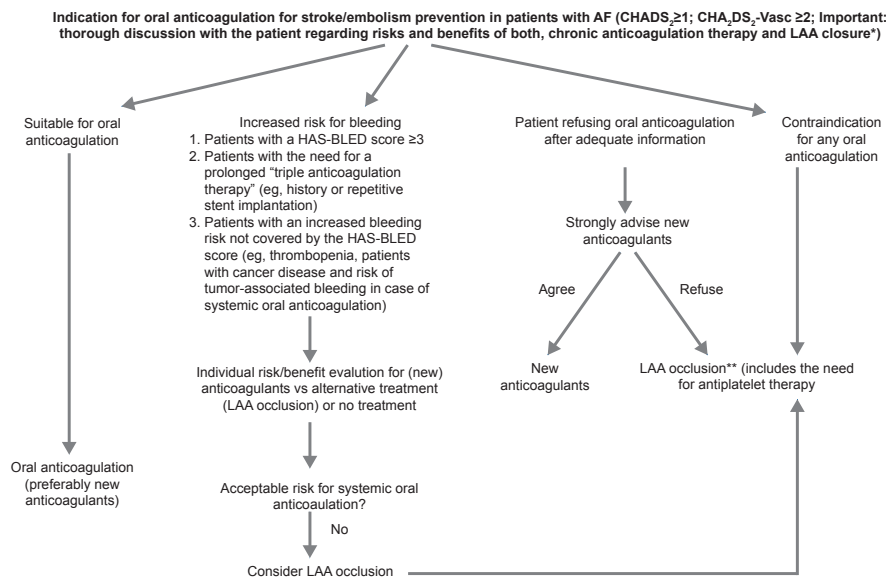 Indication for oral anticoagulation for stroke/embolism prevention in patients with AF (CHADS₂≥1; CHA₂DS₂-Vasc ≥2; Important:
thorough discussion with the patient regarding risks and benefits of both, chronic anticoagulation therapy and LAA closure*)
Suitable for oral
anticoagulation
Increased risk for bleeding
1. Patients with a HAS-BLED score ≥3
2. Patients with the need for a
prolonged “triple anticoagulation
therapy” (eg, history or repetitive
stent implantation)
3. Patients with an increased bleeding
risk not covered by the HAS-BLED
score (eg, thrombopenia, patients
with cancer disease and risk of
tumor-associated bleeding in case of
systemic oral anticoagulation)
Patient refusing oral anticoagulation
after adequate information
Contraindication
for any oral
anticoagulation
Strongly advise new
anticoagulants
Agree
Refuse
Individual risk/benefit evalution for (new)
anticoagulants vs alternative treatment
(LAA occlusion) or no treatment
New
anticoagulants
LAA occlusion** (includes the need
for antiplatelet therapy
Oral anticoagulation
(preferably new
anticoagulants)
Acceptable risk for systemic oral
anticoaulation?
No
Consider LAA occlusion